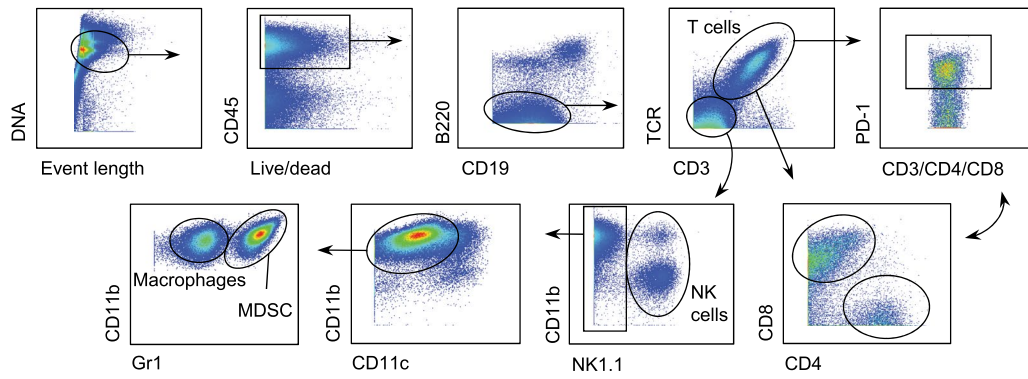 DNA
Event length
CD45
Live/dead
B220
CD19
T cells
TCR
CD3
PD-1
CD3/CD4/CD8
Macrophages
MDSC
CD11b
Gr1
CD11b
CD11c
NK
cells
CD11b
NK1.1
CD8
CD4